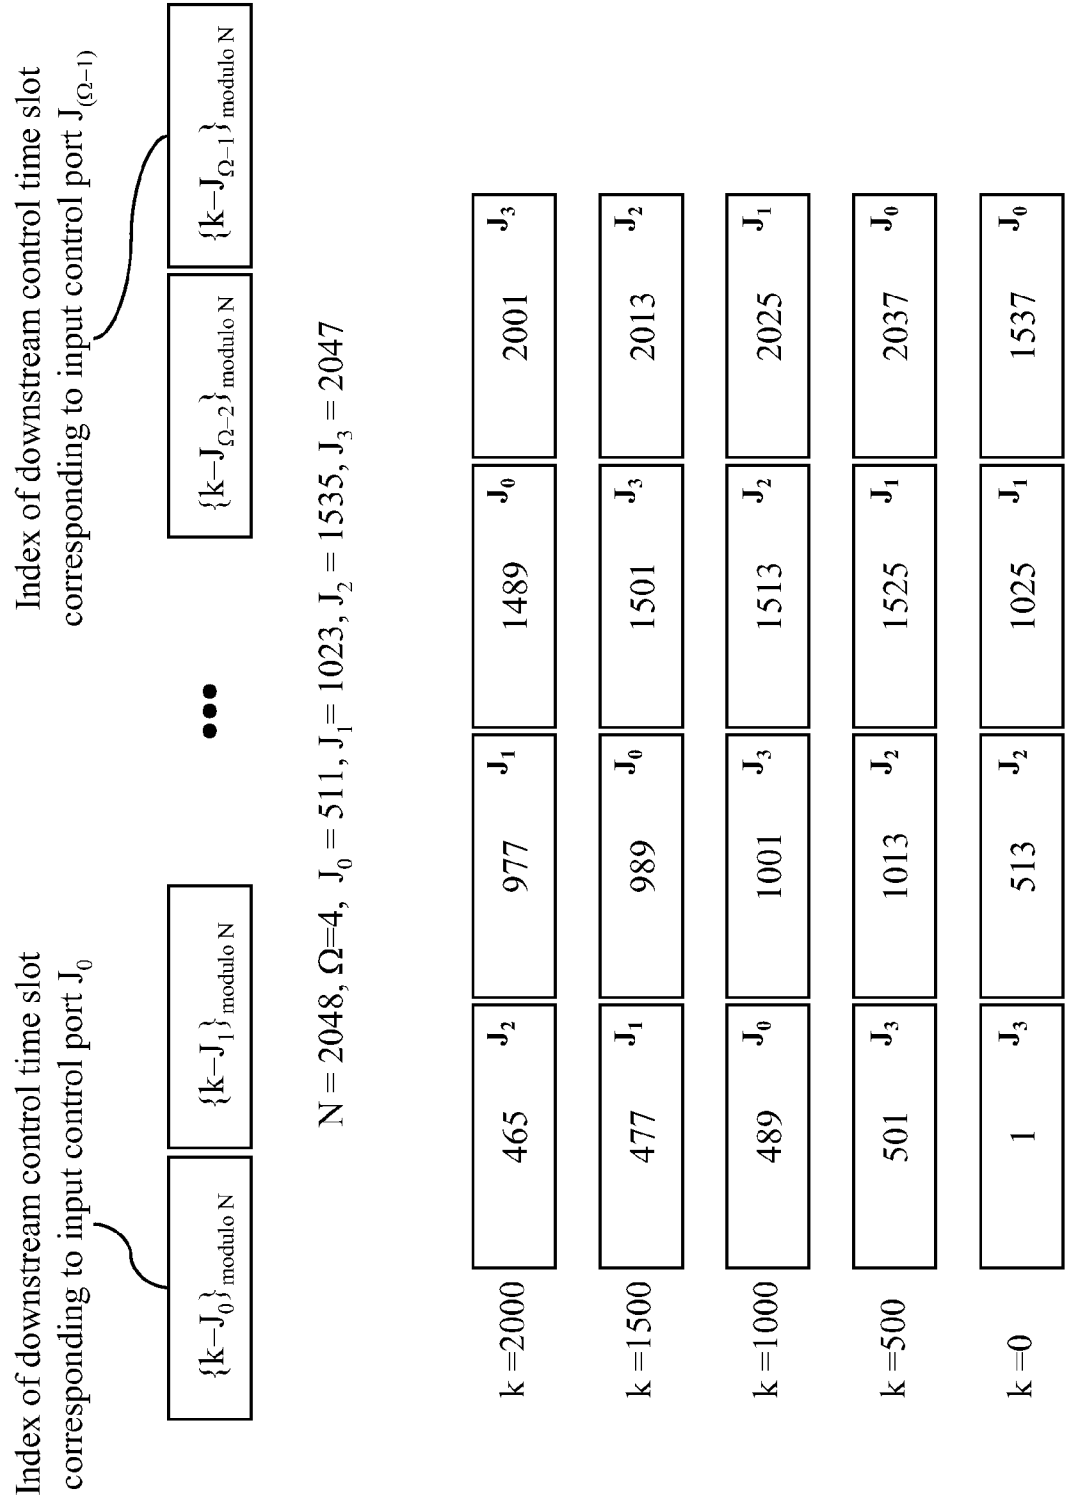 Index of downstream control time slot
corresponding to input control port J₀
Index of downstream control time slot
corresponding to input control port J₍Ω−1₎
{k−J₀}modulo N
{k−J₁}modulo N
•••
{k−JΩ−2}modulo N
{k−JΩ−1}modulo N
N = 2048, Ω=4, J₀ = 511, J₁= 1023, J₂ = 1535, J₃ = 2047
k =2000 465 J₂ 977 J₁ 1489 J₀ 2001 J₃
k =1500 477 J₁ 989 J₀ 1501 J₃ 2013 J₂
k =1000 489 J₀ 1001 J₃ 1513 J₂ 2025 J₁
k =500 501 J₃ 1013 J₂ 1525 J₁ 2037 J₀
k =0 1 J₃ 513 J₂ 1025 J₁ 1537 J₀